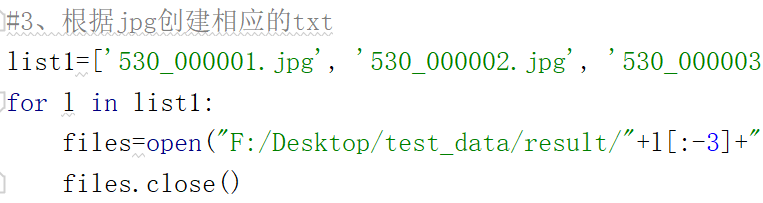 #3、根据jpg创建相应的txt
list1=['530_000001.jpg', '530_000002.jpg', '530_000003
for l in list1:
files=open("F:/Desktop/test_data/result/"+l[:-3]+"
files.close()